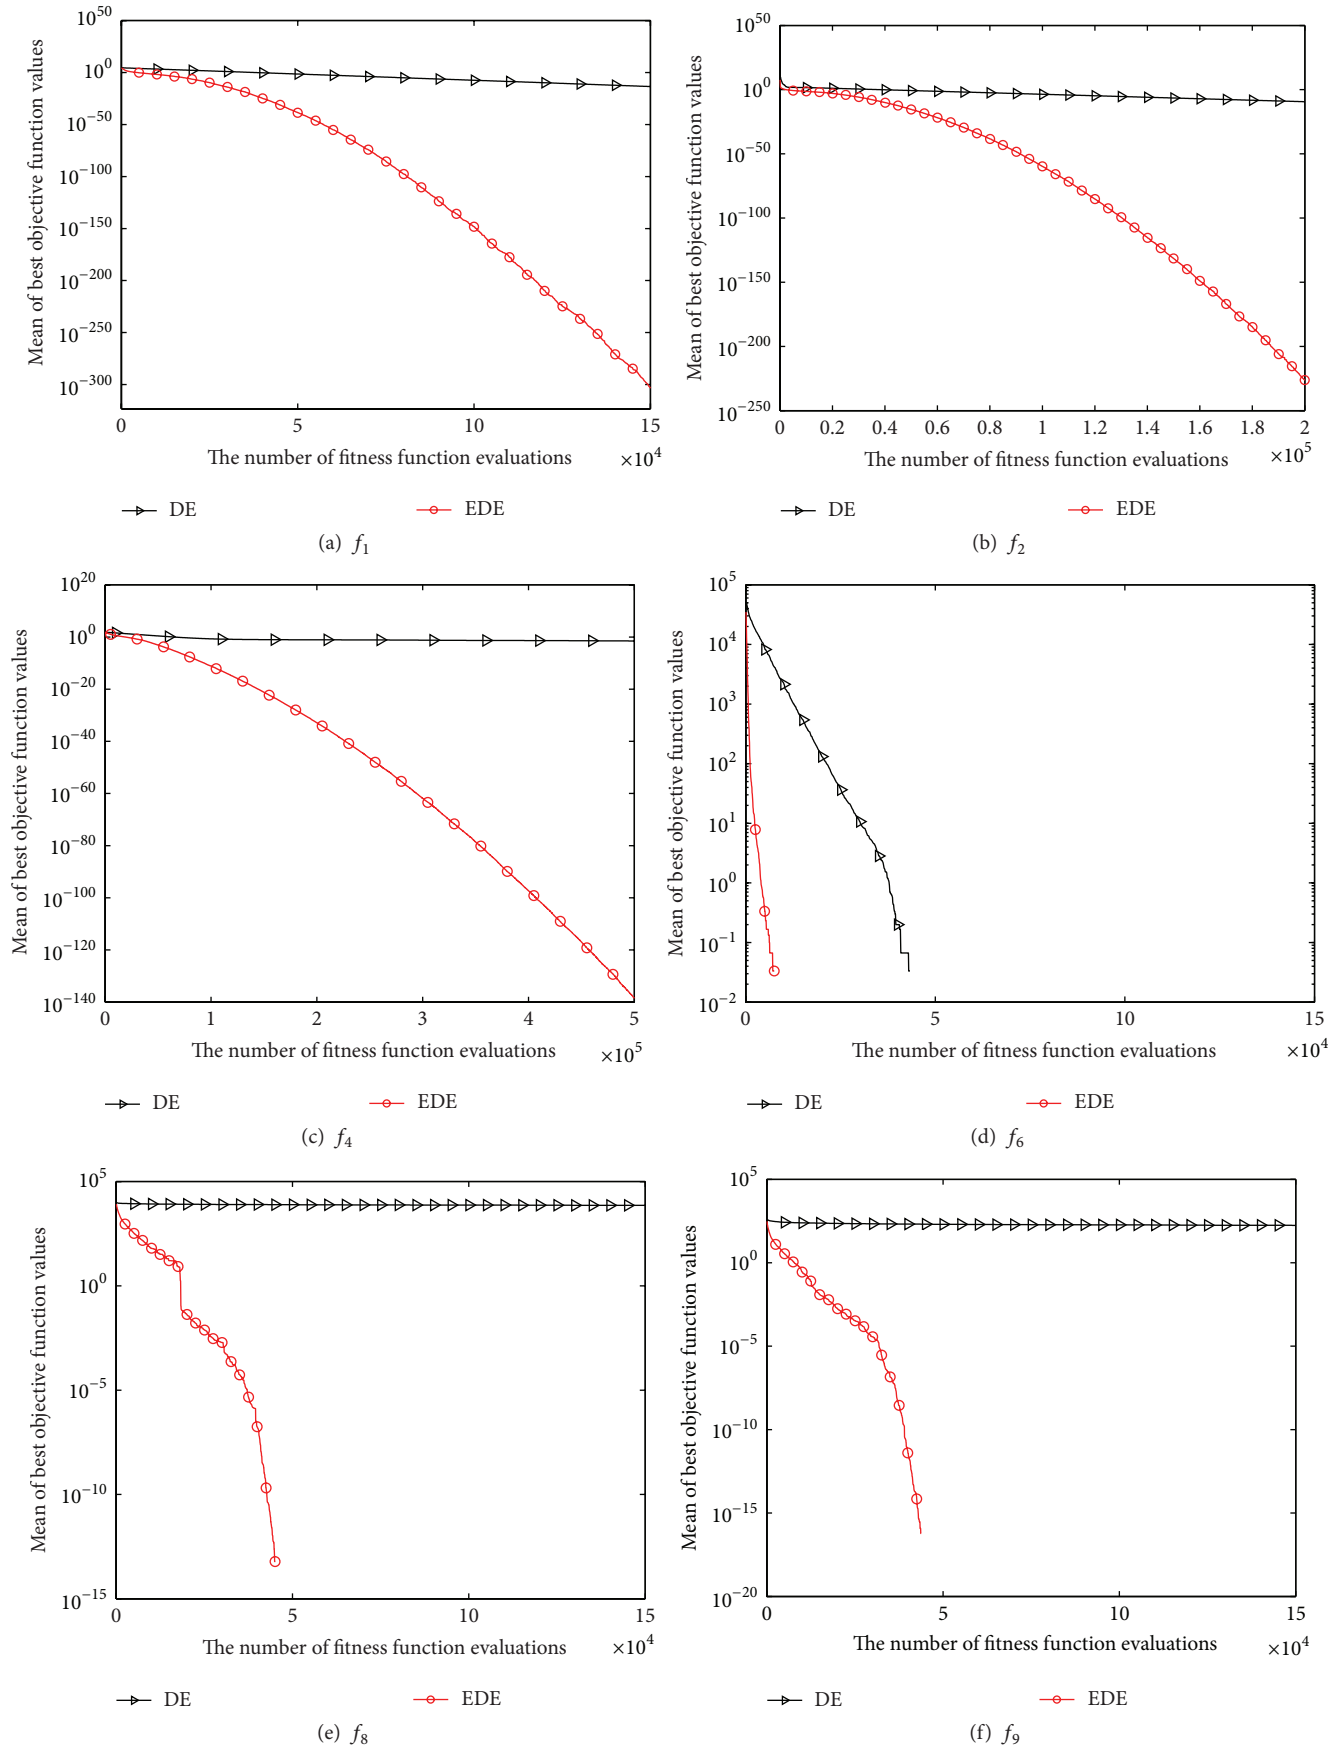 Mean of best objective function values
10^50
10^0
10^−50
10^−100
10^−150
10^−200
10^−250
10^−300
0 5 10 15
The number of fitness function evaluations ×10^4
DE EDE
(a) f_1
Mean of best objective function values
10^50
10^0
10^−50
10^−100
10^−150
10^−200
10^−250
0 0.2 0.4 0.6 0.8 1 1.2 1.4 1.6 1.8 2
The number of fitness function evaluations ×10^5
DE EDE
(b) f_2
Mean of best objective function values
10^20
10^0
10^−20
10^−40
10^−60
10^−80
10^−100
10^−120
10^−140
0 1 2 3 4 5
The number of fitness function evaluations ×10^5
DE EDE
(c) f_4
Mean of best objective function values
10^5
10^4
10^3
10^2
10^1
10^0
10^−1
10^−2
0 5 10 15
The number of fitness function evaluations ×10^4
DE EDE
(d) f_6
Mean of best objective function values
10^5
10^0
10^−5
10^−10
10^−15
0 5 10 15
The number of fitness function evaluations ×10^4
DE EDE
(e) f_8
Mean of best objective function values
10^5
10^0
10^−5
10^−10
10^−15
10^−20
0 5 10 15
The number of fitness function evaluations ×10^4
DE EDE
(f) f_9